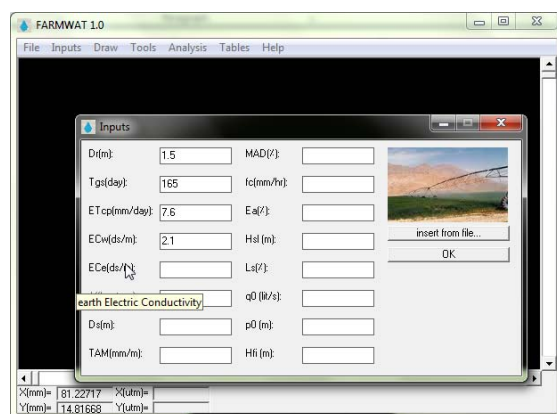 FARMWAT 1.0
File Inputs Draw Tools Analysis Tables Help
Inputs
Dr(m): 1.5 MAD(%):
Tgs(day): 165 fc(mm/hr):
ETcp(mm/day): 7.6 Ea(%):
ECw(ds/m): 2.1 Hsl (m):
insert from file...
ECe(ds/m): Ls(%):
OK
earth Electric Conductivity
q0 (lit/s):
Ds(m): p0 (m):
TAM(mm/m): Hfi (m):
X(mm)= 81.22717 X(utm)=
Y(mm)= 14.81668 Y(utm)=